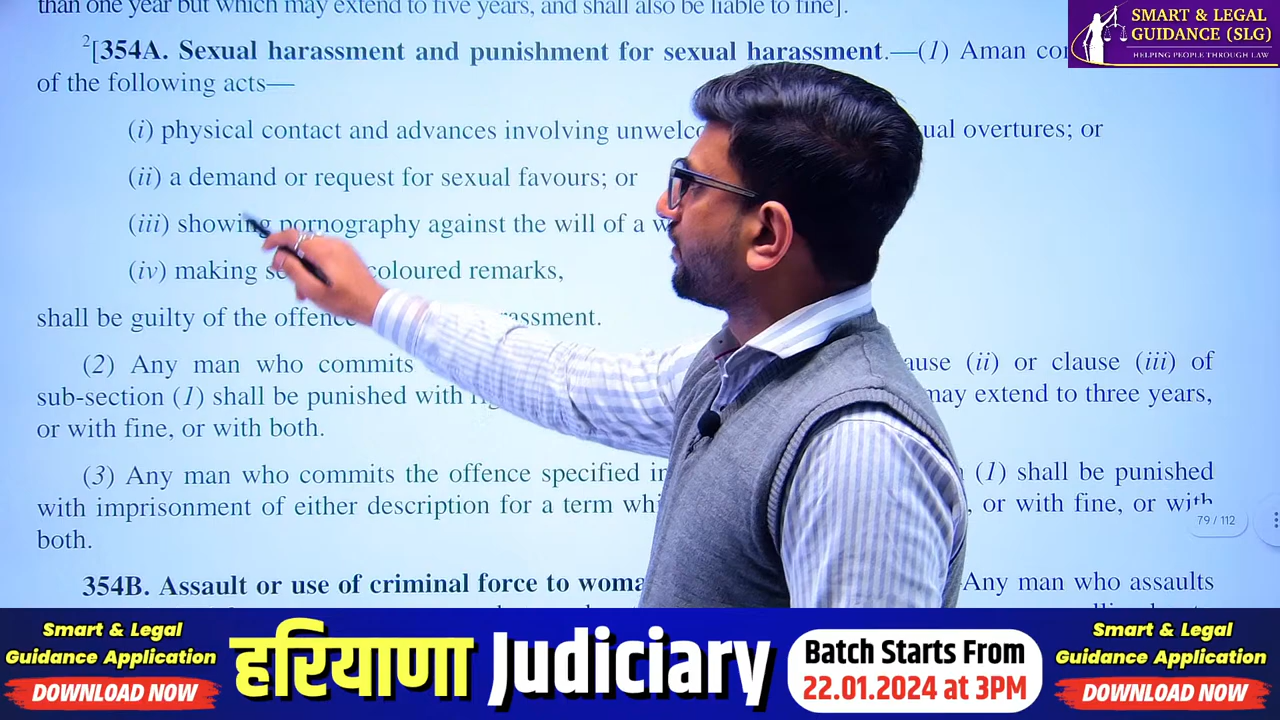 than one year but which may extend to five years, and shall also be liable to fine].
SMART & LEGAL
GUIDANCE (SLG)
HELPING PEOPLE THROUGH LAW
2[354A. Sexual harassment and punishment for sexual harassment.—(1) Aman
of the following acts—
(i) physical contact and advances involving overtures; or
(ii) a demand or request for sexual favours; or
(iii) showing pornography against the will of a
(iv) making coloured remarks,
shall be guilty of the offence
(2) Any man who commits (ii) or clause (iii) of
sub-section (1) shall be punished with may extend to three years,
or with fine, or with both.
(3) Any man who commits the offence specified (1) shall be punished
with imprisonment of either description for a term or with fine, or with
both.
79 / 112
354B. Assault or use of criminal force to Any man who assaults
Smart & Legal
Guidance Application
DOWNLOAD NOW
हरियाणा Judiciary
Batch Starts From
22.01.2024 at 3PM
Smart & Legal
Guidance Application
DOWNLOAD NOW